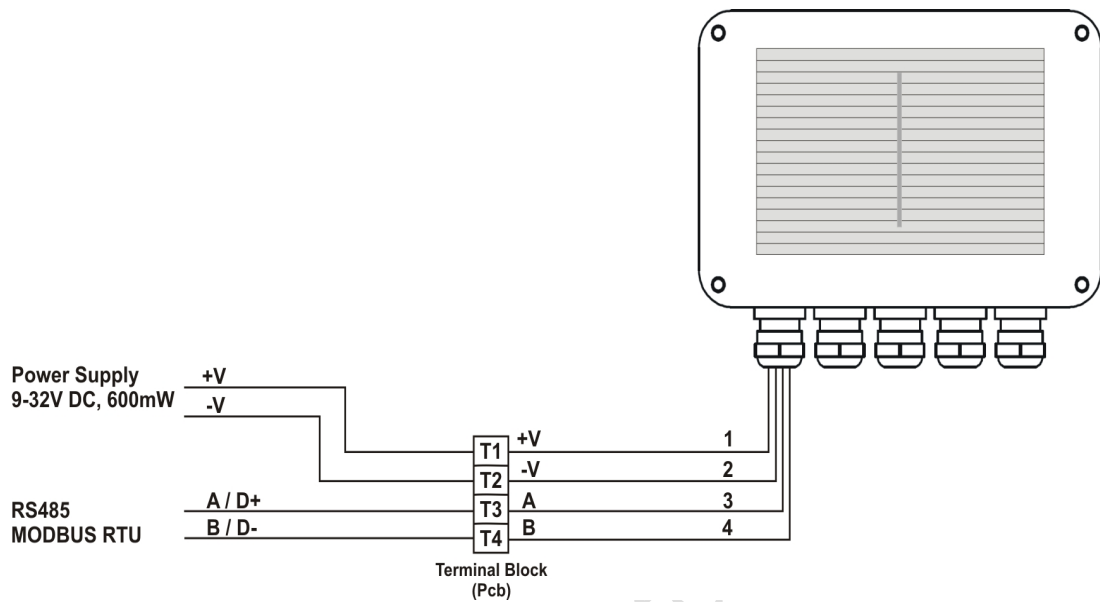 Power Supply
9-32V DC, 600mW
+V
-V
T1 +V 1
T2 -V 2
RS485
MODBUS RTU
A / D+
B / D-
T3 A 3
T4 B 4
Terminal Block
(Pcb)